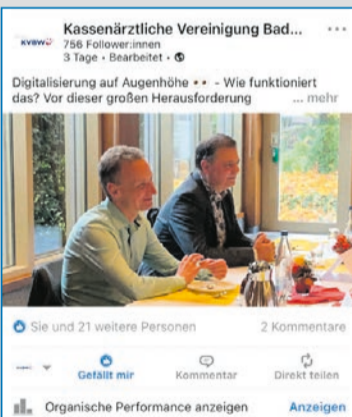 KVBW
Kassenärztliche Vereinigung Bad...
756 Follower:innen
3 Tage • Bearbeitet •
Digitalisierung auf Augenhöhe 👀 - Wie funktioniert
das? Vor dieser großen Herausforderung ... mehr
Sie und 21 weitere Personen 2 Kommentare
Gefällt mir Kommentar Direkt teilen
Organische Performance anzeigen Anzeigen